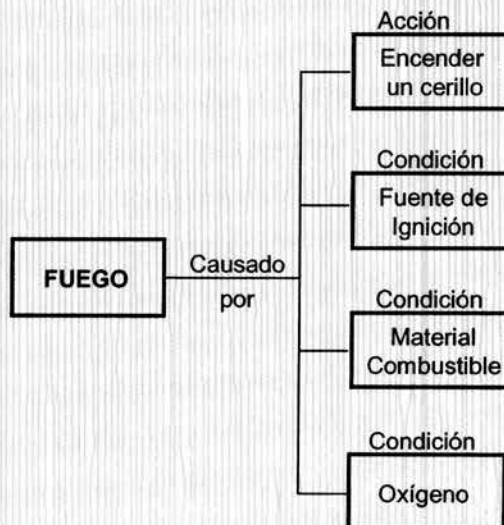 Acción
Encender
un cerillo
Condición
Fuente de
Ignición
FUEGO
Causado
por
Condición
Material
Combustible
Condición
Oxígeno